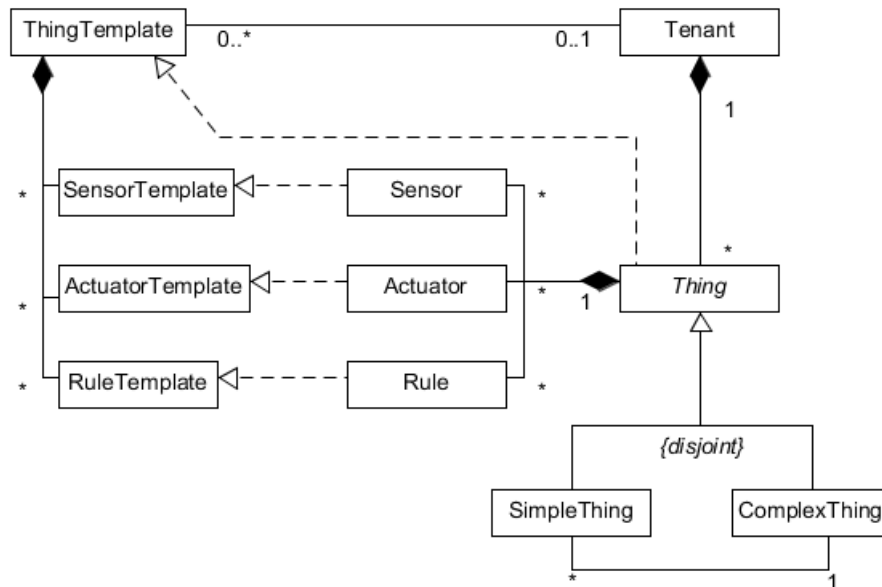 ThingTemplate Tenant
0..* 0..1
1
* SensorTemplate Sensor *
*
ActuatorTemplate Actuator Thing
* * 1
* RuleTemplate Rule *
{disjoint}
SimpleThing ComplexThing
* 1